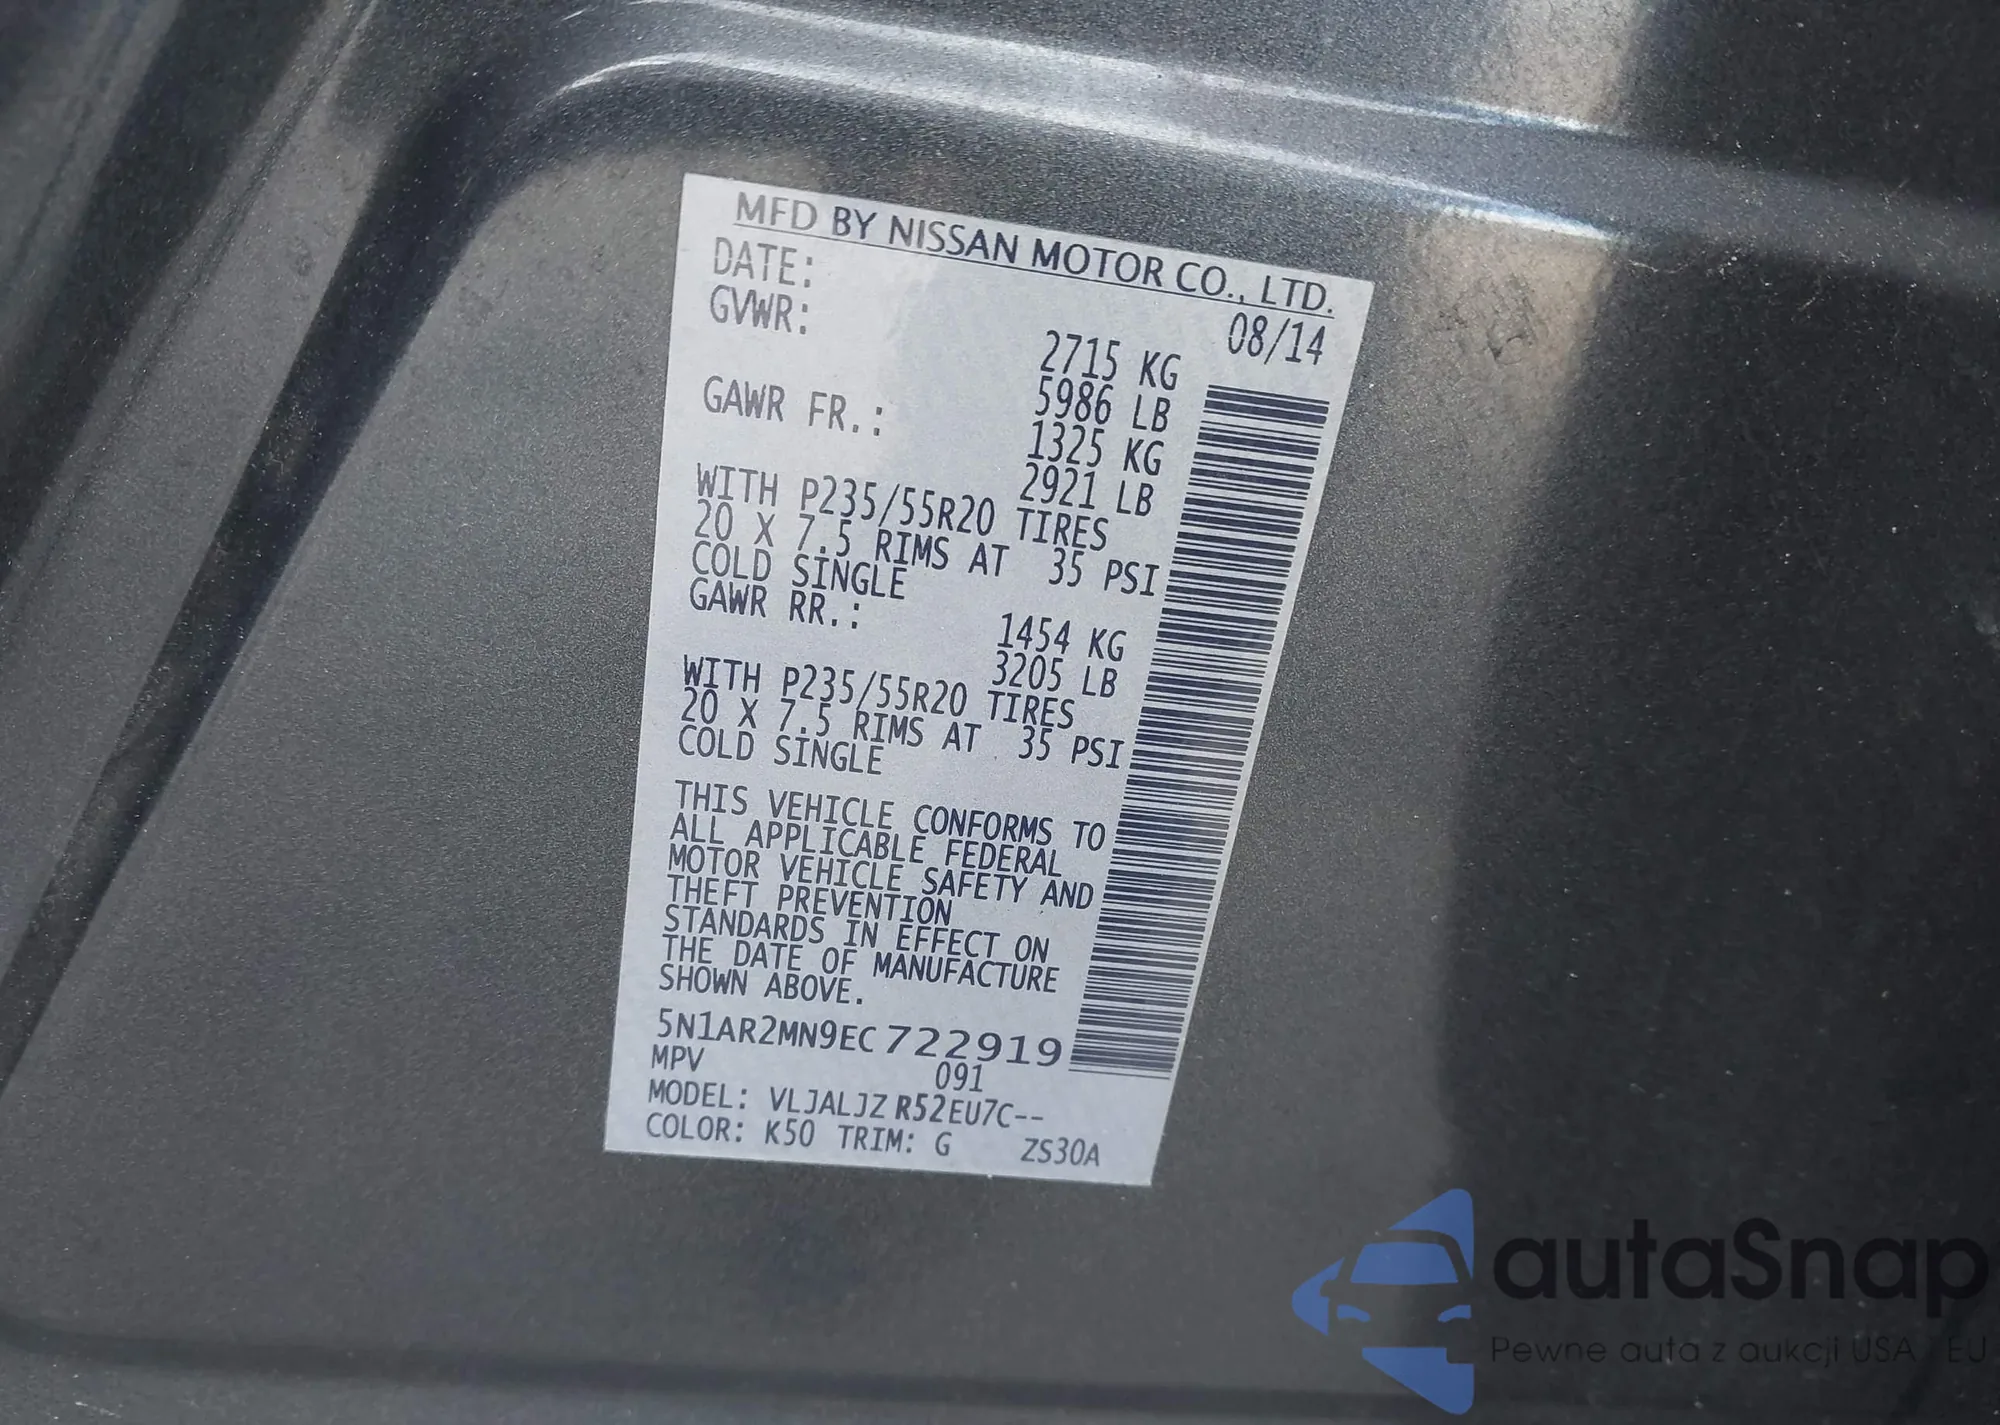 MFD BY NISSAN MOTOR CO., LTD.
DATE: 08/14
GVWR: 2715 KG
5986 LB
GAWR FR.: 1325 KG
2921 LB
WITH P235/55R20 TIRES
20 X 7.5 RIMS AT 35 PSI
COLD SINGLE
GAWR RR.: 1454 KG
3205 LB
WITH P235/55R20 TIRES
20 X 7.5 RIMS AT 35 PSI
COLD SINGLE
THIS VEHICLE CONFORMS TO
ALL APPLICABLE FEDERAL
MOTOR VEHICLE SAFETY AND
THEFT PREVENTION
STANDARDS IN EFFECT ON
THE DATE OF MANUFACTURE
SHOWN ABOVE.
5N1AR2MN9EC722919
MPV 091
MODEL: VLJALJZ R52EU7C--
COLOR: K50 TRIM: G ZS30A
autaSnap
Pewne auta z aukcji USA i EU